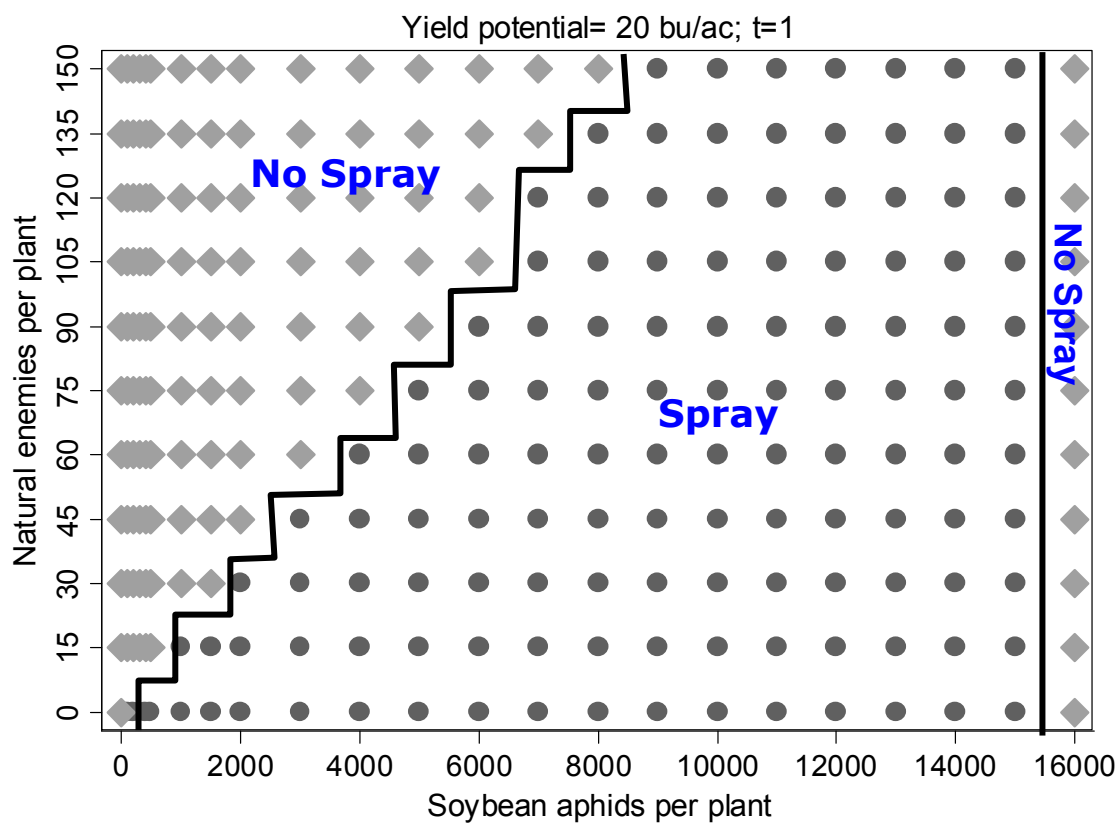 Yield potential= 20 bu/ac; t=1
150
135
120
105
90
75
60
45
30
15
0
Natural enemies per plant
No Spray
Spray
No Spray
0 2000 4000 6000 8000 10000 12000 14000 16000
Soybean aphids per plant